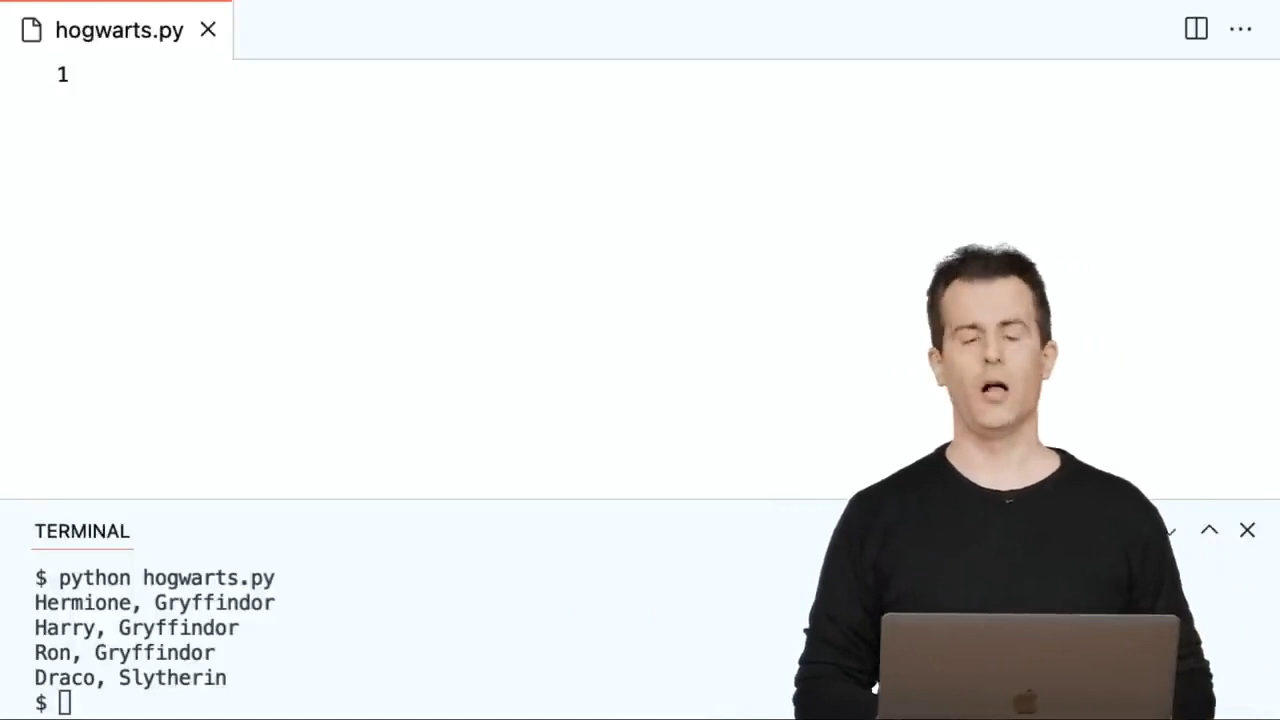 hogwarts.py
1
TERMINAL
$ python hogwarts.py
Hermione, Gryffindor
Harry, Gryffindor
Ron, Gryffindor
Draco, Slytherin
$